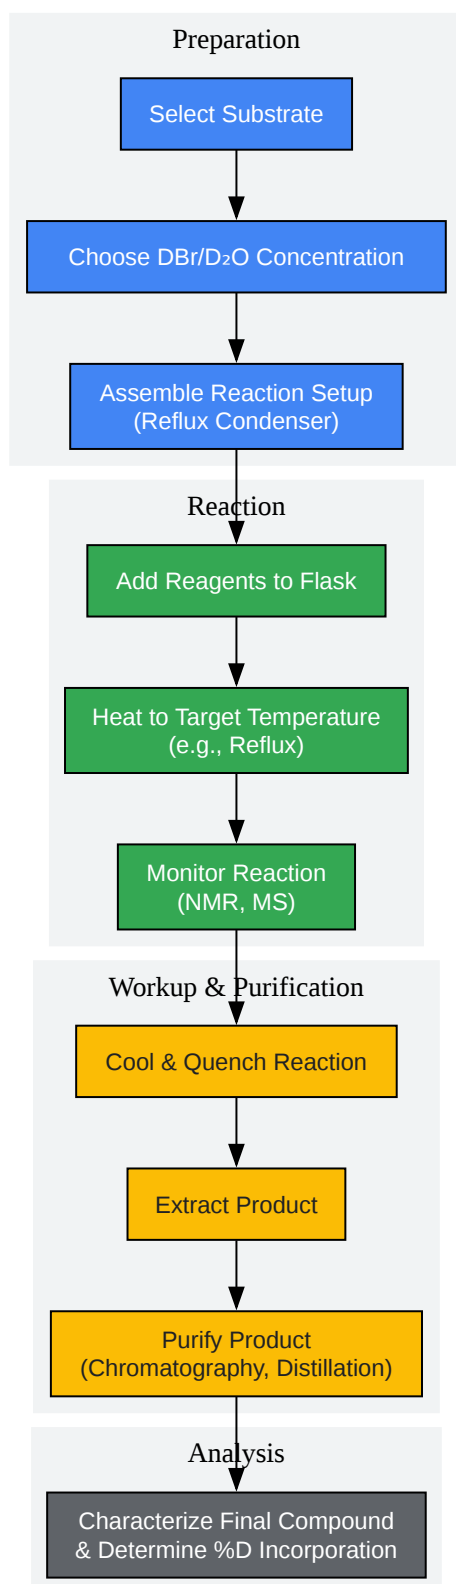 Preparation
Select Substrate
Choose DBr/D₂O Concentration
Assemble Reaction Setup
(Reflux Condenser)
Reaction
Add Reagents to Flask
Heat to Target Temperature
(e.g., Reflux)
Monitor Reaction
(NMR, MS)
Workup & Purification
Cool & Quench Reaction
Extract Product
Purify Product
(Chromatography, Distillation)
Analysis
Characterize Final Compound
& Determine %D Incorporation